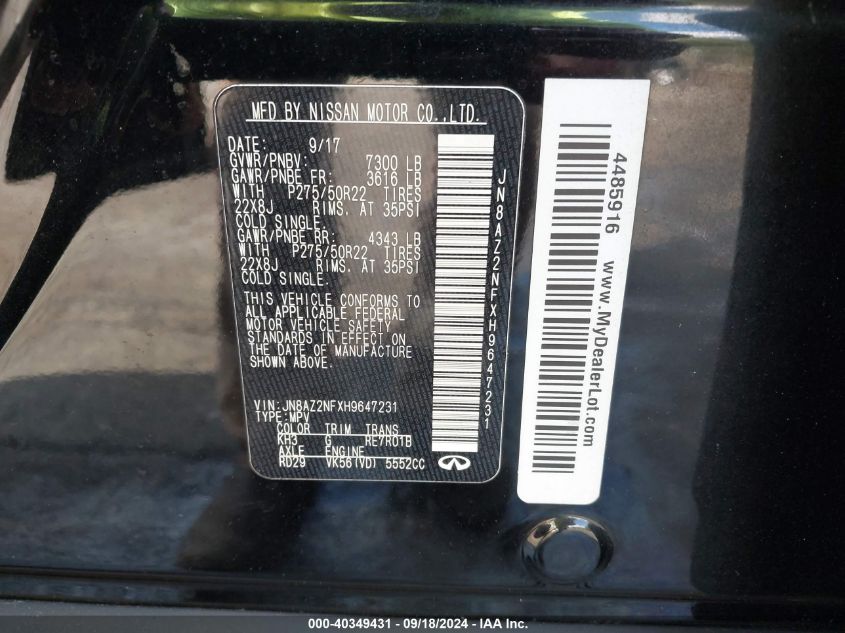 MFD BY NISSAN MOTOR CO.,LTD.
DATE: 9/17
GVWR/PNBV: 7300 LB
GAWR/PNBE FR: 3616 LB
WITH P275/50R22 TIRES
22X8J RIMS. AT 35PSI
COLD SINGLE.
GAWR/PNBE RR: 4343 LB
WITH P275/50R22 TIRES
22X8J RIMS. AT 35PSI
COLD SINGLE.
THIS VEHICLE CONFORMS TO
ALL APPLICABLE FEDERAL
MOTOR VEHICLE SAFETY
STANDARDS IN EFFECT ON
THE DATE OF MANUFACTURE
SHOWN ABOVE.
VIN: JN8AZ2NFXH9647231
TYPE: MPV
COLOR TRIM TRANS
KH3 G RE7R01B
AXLE ENGINE
RD29 VK56(VD) 5552CC
JN8AZ2NFXH9647231
4485916 www.MyDealerLot.com
000-40349431 - 09/18/2024 - IAA Inc.